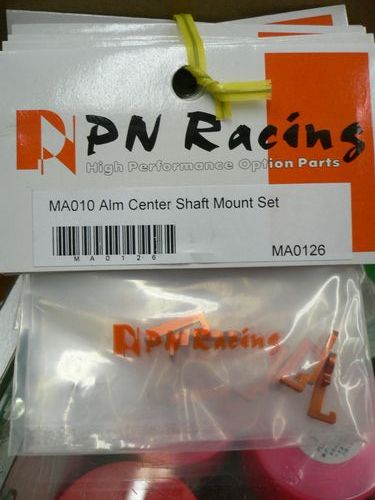 PN Racing
High Performance Option Parts
MA010 Alm Center Shaft Mount Set
MA0126
MA0126
PN Racing